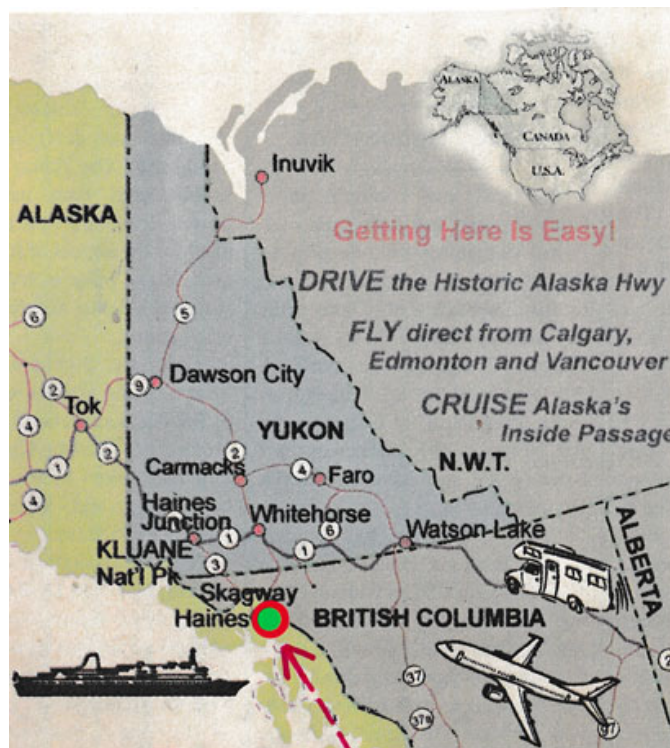 ALASKA
CANADA
U.S.A.
Inuvik
ALASKA
Getting Here Is Easy!
DRIVE the Historic Alaska Hwy
6
5
FLY direct from Calgary,
Edmonton and Vancouver
9
Dawson City
2
CRUISE Alaska's
Inside Passage
Tok
4
2
YUKON
N.W.T.
1
2
Carmacks
4
Faro
4
Haines
Junction
Whitehorse
6
Watson Lake
1
1
ALBERTA
KLUANE
Nat'l Pk
3
Skagway
Haines
BRITISH COLUMBIA
37
37a